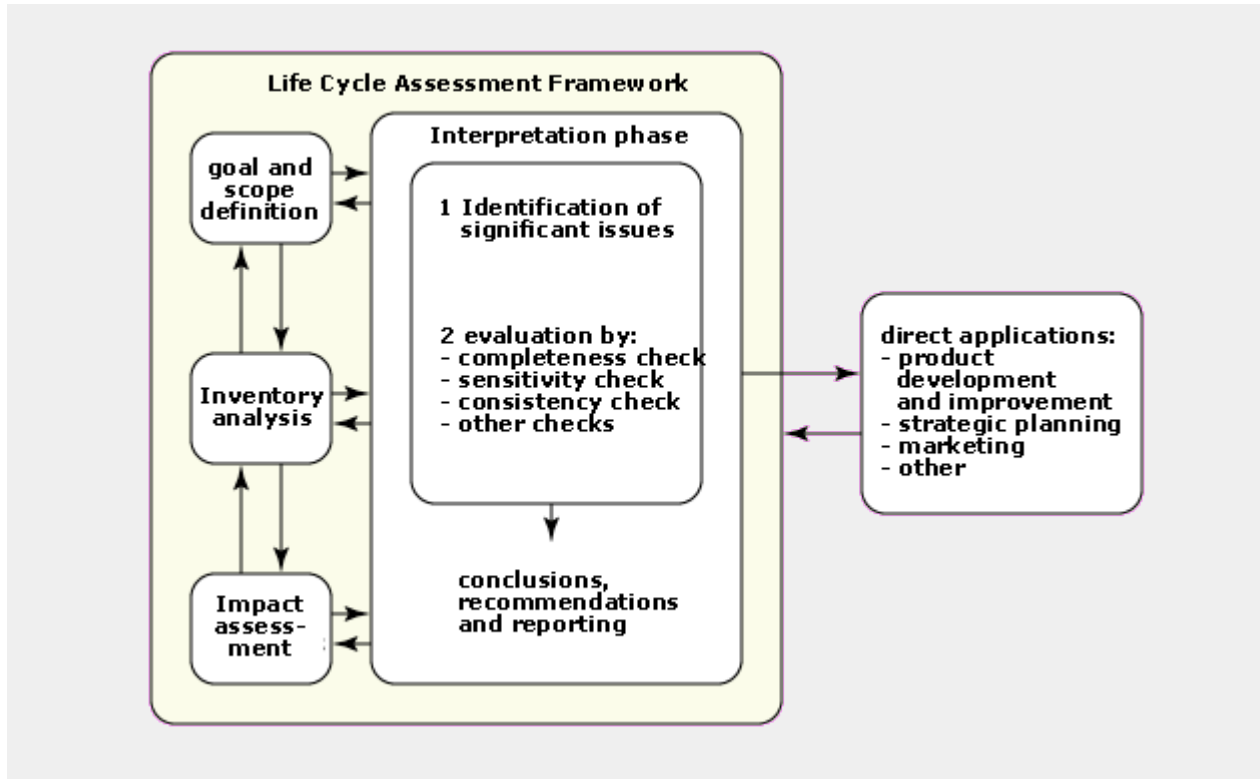 Life Cycle Assessment Framework
goal and
scope
definition
Inventory
analysis
Impact
assess-
ment
Interpretation phase
1 Identification of
significant issues
2 evaluation by:
- completeness check
- sensitivity check
- consistency check
- other checks
conclusions,
recommendations
and reporting
direct applications:
- product
development
and improvement
- strategic planning
- marketing
- other